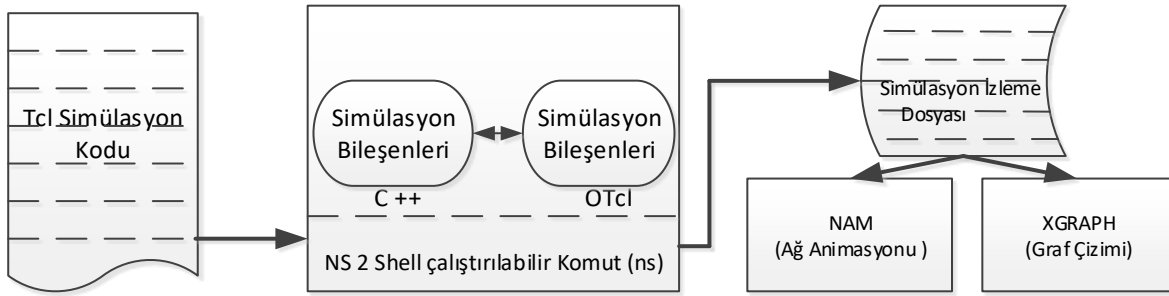 Tcl Simülasyon
Kodu
Simülasyon
Bileşenleri
C ++
Simülasyon
Bileşenleri
OTcl
NS 2 Shell çalıştırılabilir Komut (ns)
Simülasyon İzleme
Dosyası
NAM
(Ağ Animasyonu )
XGRAPH
(Graf Çizimi)